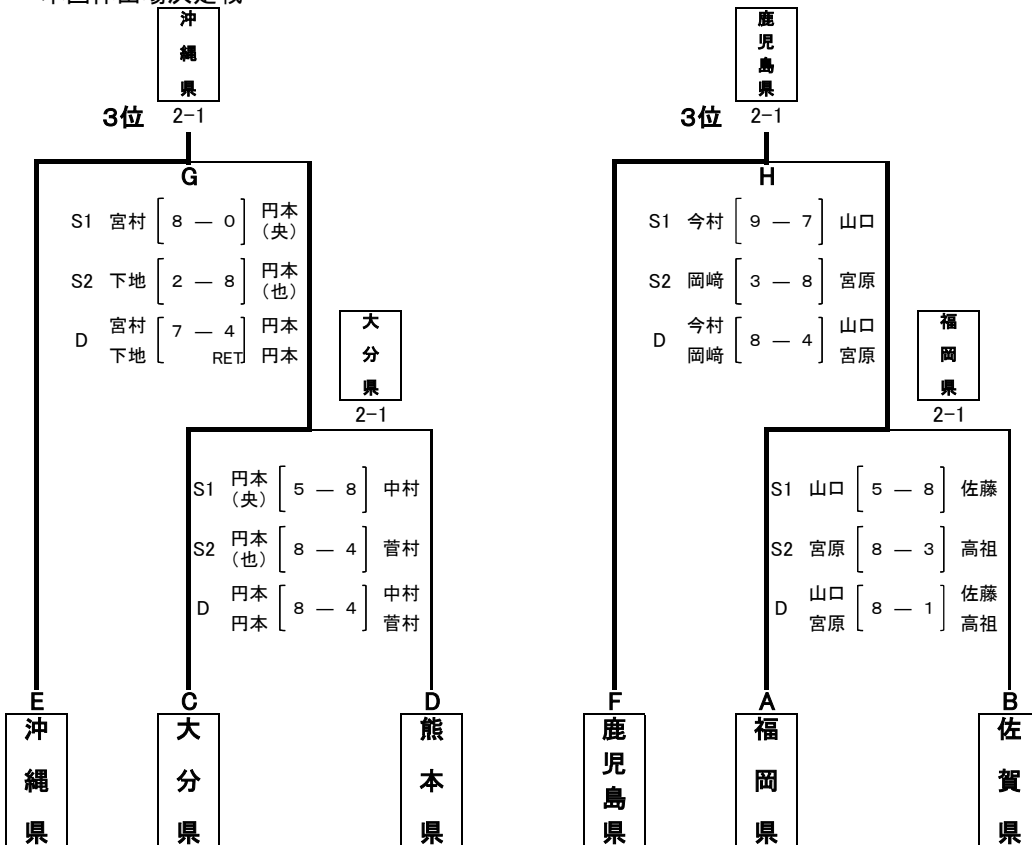 沖縄県
3位 2-1
G
S1 宮村 [ 8 ― 0 ] 円本(央)
S2 下地 [ 2 ― 8 ] 円本(也)
D 宮村 下地 [ 7 ― 4 RET ] 円本 円本
大分県
2-1
S1 円本(央) [ 5 ― 8 ] 中村
S2 円本(也) [ 8 ― 4 ] 菅村
D 円本 円本 [ 8 ― 4 ] 中村 菅村
E
沖縄県
C
大分県
D
熊本県
鹿児島県
3位 2-1
H
S1 今村 [ 9 ― 7 ] 山口
S2 岡﨑 [ 3 ― 8 ] 宮原
D 今村 岡﨑 [ 8 ― 4 ] 山口 宮原
福岡県
2-1
S1 山口 [ 5 ― 8 ] 佐藤
S2 宮原 [ 8 ― 3 ] 高祖
D 山口 宮原 [ 8 ― 1 ] 佐藤 高祖
F
鹿児島県
A
福岡県
B
佐賀県